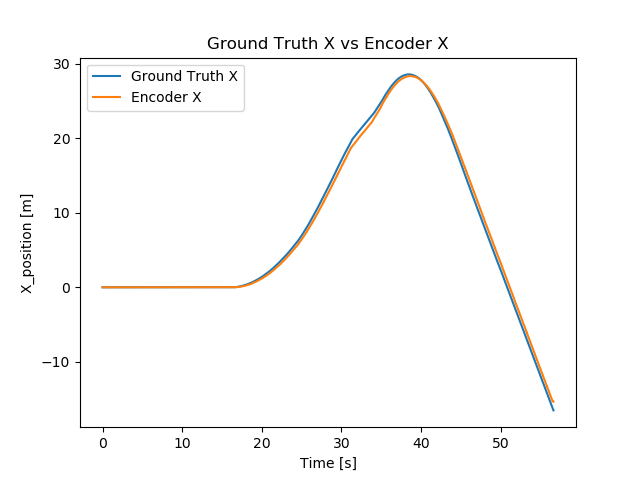 Ground Truth X vs Encoder X
Ground Truth X
Encoder X
30
20
10
0
−10
X_position [m]
0 10 20 30 40 50
Time [s]